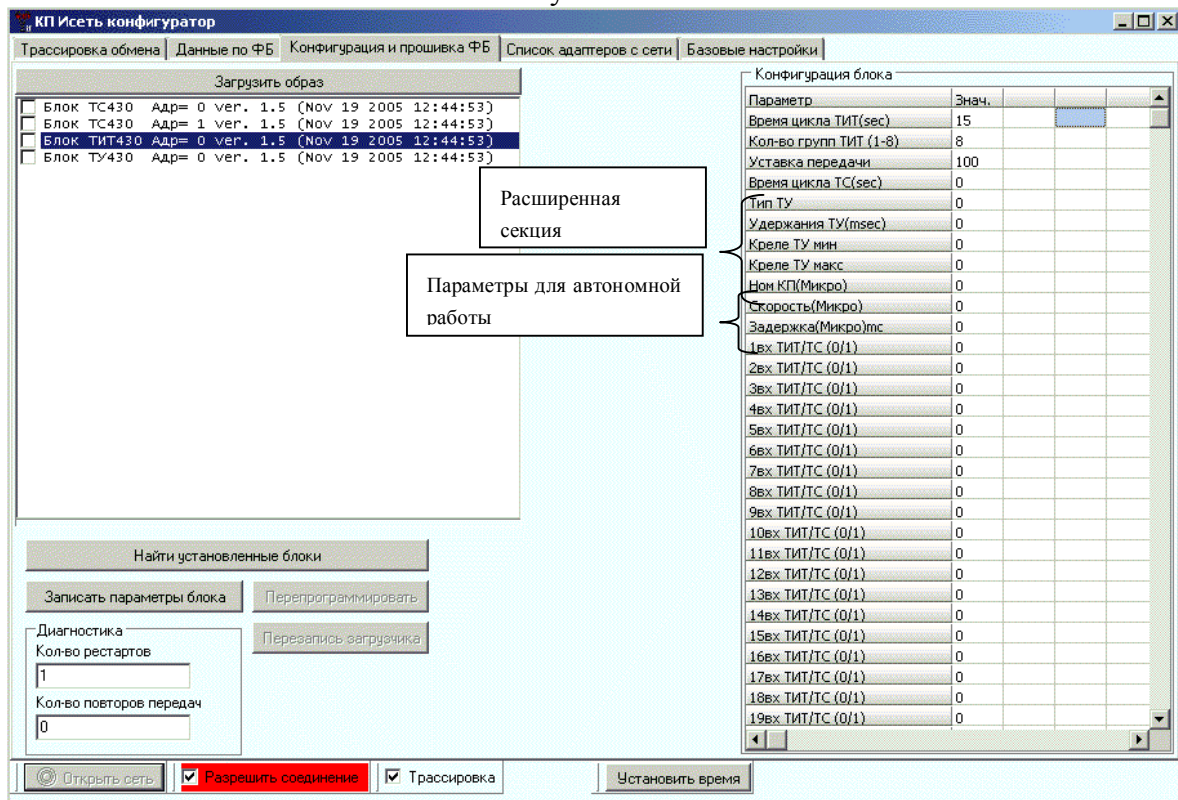 КП Исеть конфигуратор
Трассировка обмена Данные по ФБ Конфигурация и прошивка ФБ Список адаптеров с сети Базовые настройки
Загрузить образ
Блок ТС430 Адр= 0 ver. 1.5 (Nov 19 2005 12:44:53)
Блок ТС430 Адр= 1 ver. 1.5 (Nov 19 2005 12:44:53)
Блок ТИТ430 Адр= 0 ver. 1.5 (Nov 19 2005 12:44:53)
Блок ТУ430 Адр= 0 ver. 1.5 (Nov 19 2005 12:44:53)
Расширенная
секция
Параметры для автономной
работы
Конфигурация блока
Параметр Знач.
Время цикла ТИТ(sec) 15
Кол-во групп ТИТ (1-8) 8
Уставка передачи 100
Время цикла ТС(sec) 0
Тип ТУ 0
Удержания ТУ(msec) 0
Креле ТУ мин 0
Креле ТУ макс 0
Ном КП(Микро) 0
Скорость(Микро) 0
Задержка(Микро)mc 0
1вх ТИТ/ТС (0/1) 0
2вх ТИТ/ТС (0/1) 0
3вх ТИТ/ТС (0/1) 0
4вх ТИТ/ТС (0/1) 0
5вх ТИТ/ТС (0/1) 0
6вх ТИТ/ТС (0/1) 0
7вх ТИТ/ТС (0/1) 0
8вх ТИТ/ТС (0/1) 0
9вх ТИТ/ТС (0/1) 0
10вх ТИТ/ТС (0/1) 0
11вх ТИТ/ТС (0/1) 0
12вх ТИТ/ТС (0/1) 0
13вх ТИТ/ТС (0/1) 0
14вх ТИТ/ТС (0/1) 0
15вх ТИТ/ТС (0/1) 0
16вх ТИТ/ТС (0/1) 0
17вх ТИТ/ТС (0/1) 0
18вх ТИТ/ТС (0/1) 0
19вх ТИТ/ТС (0/1) 0
Найти установленные блоки
Записать параметры блока Перепрограммировать
Перезапись загрузчика
Диагностика
Кол-во рестартов
1
Кол-во повторов передач
0
Открыть сеть Разрешить соединение Трассировка Установить время